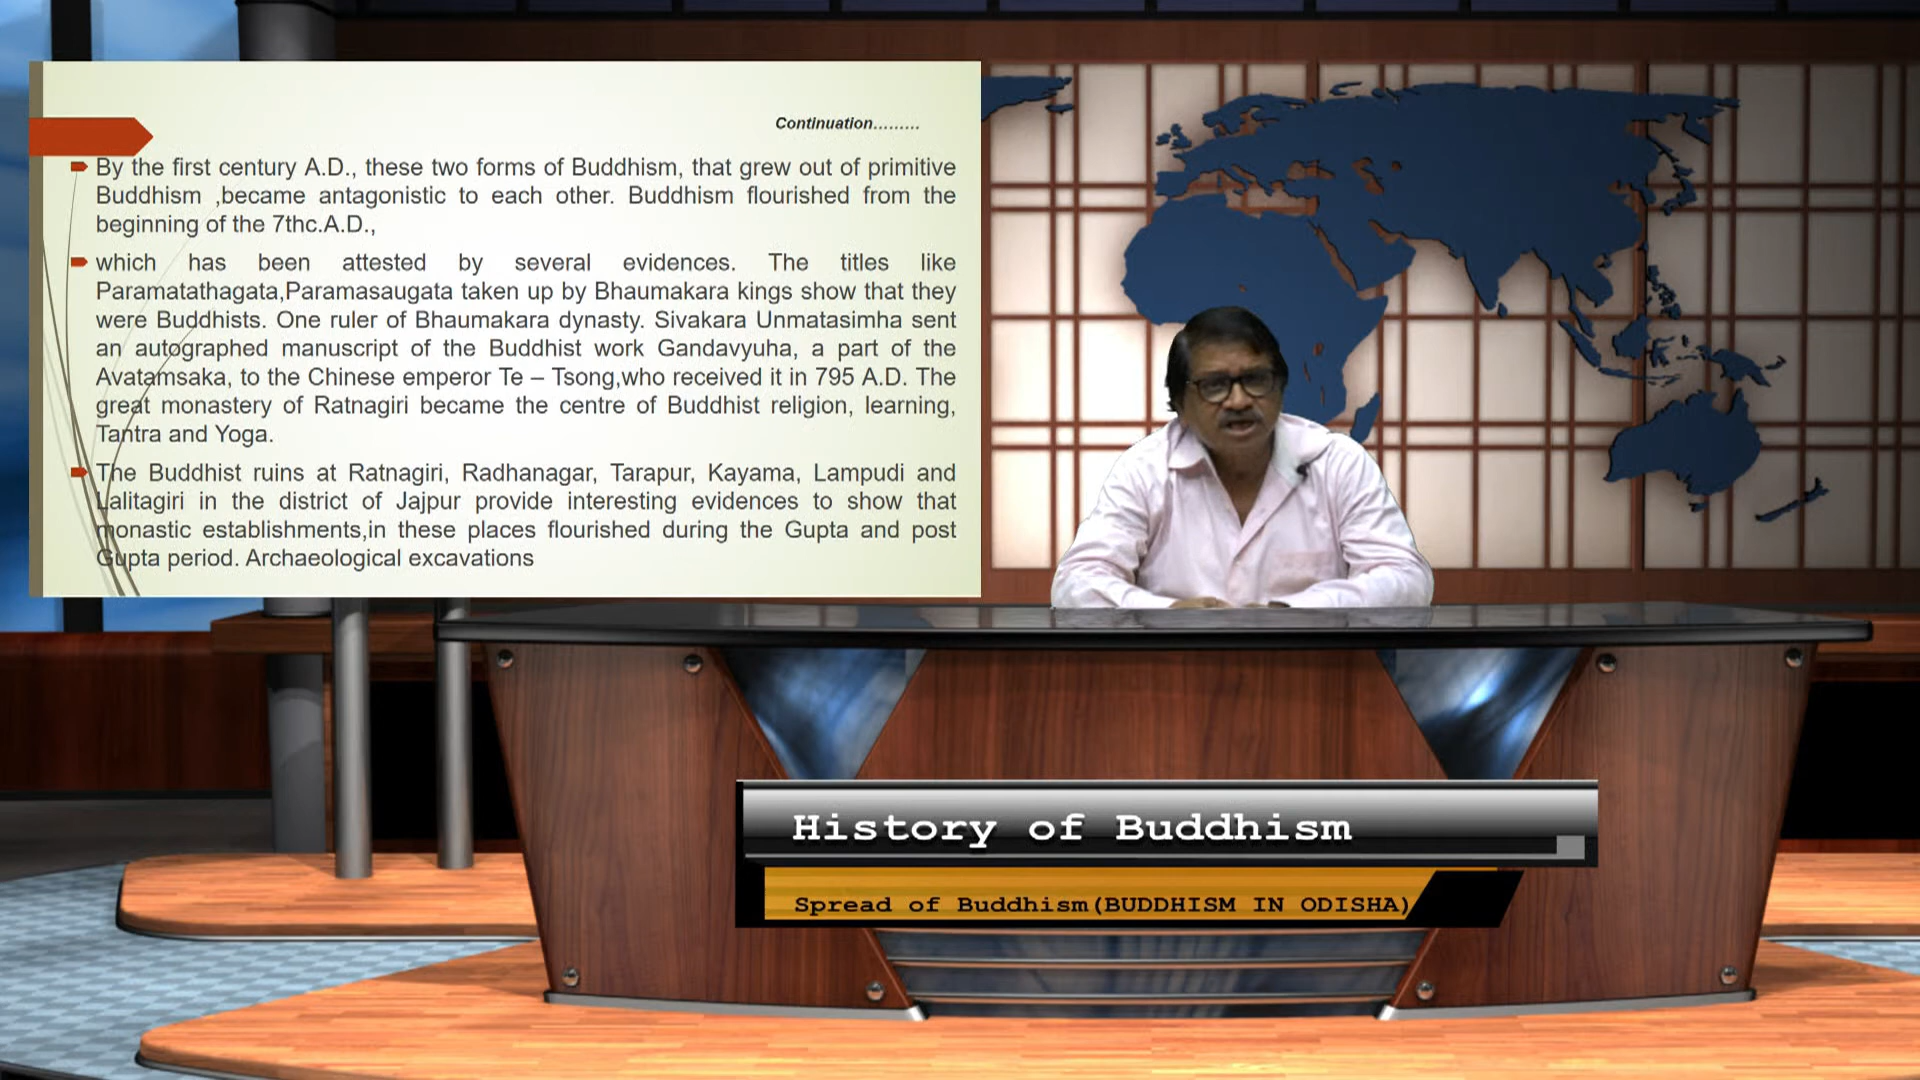 Continuation.........
By the first century A.D., these two forms of Buddhism, that grew out of primitive
Buddhism ,became antagonistic to each other. Buddhism flourished from the
beginning of the 7thc.A.D.,
which has been attested by several evidences. The titles like
Paramatathagata,Paramasaugata taken up by Bhaumakara kings show that they
were Buddhists. One ruler of Bhaumakara dynasty. Sivakara Unmatasimha sent
an autographed manuscript of the Buddhist work Gandavyuha, a part of the
Avatamsaka, to the Chinese emperor Te – Tsong,who received it in 795 A.D. The
great monastery of Ratnagiri became the centre of Buddhist religion, learning,
Tantra and Yoga.
The Buddhist ruins at Ratnagiri, Radhanagar, Tarapur, Kayama, Lampudi and
Lalitagiri in the district of Jajpur provide interesting evidences to show that
monastic establishments,in these places flourished during the Gupta and post
Gupta period. Archaeological excavations
History of Buddhism
Spread of Buddhism(BUDDHISM IN ODISHA)